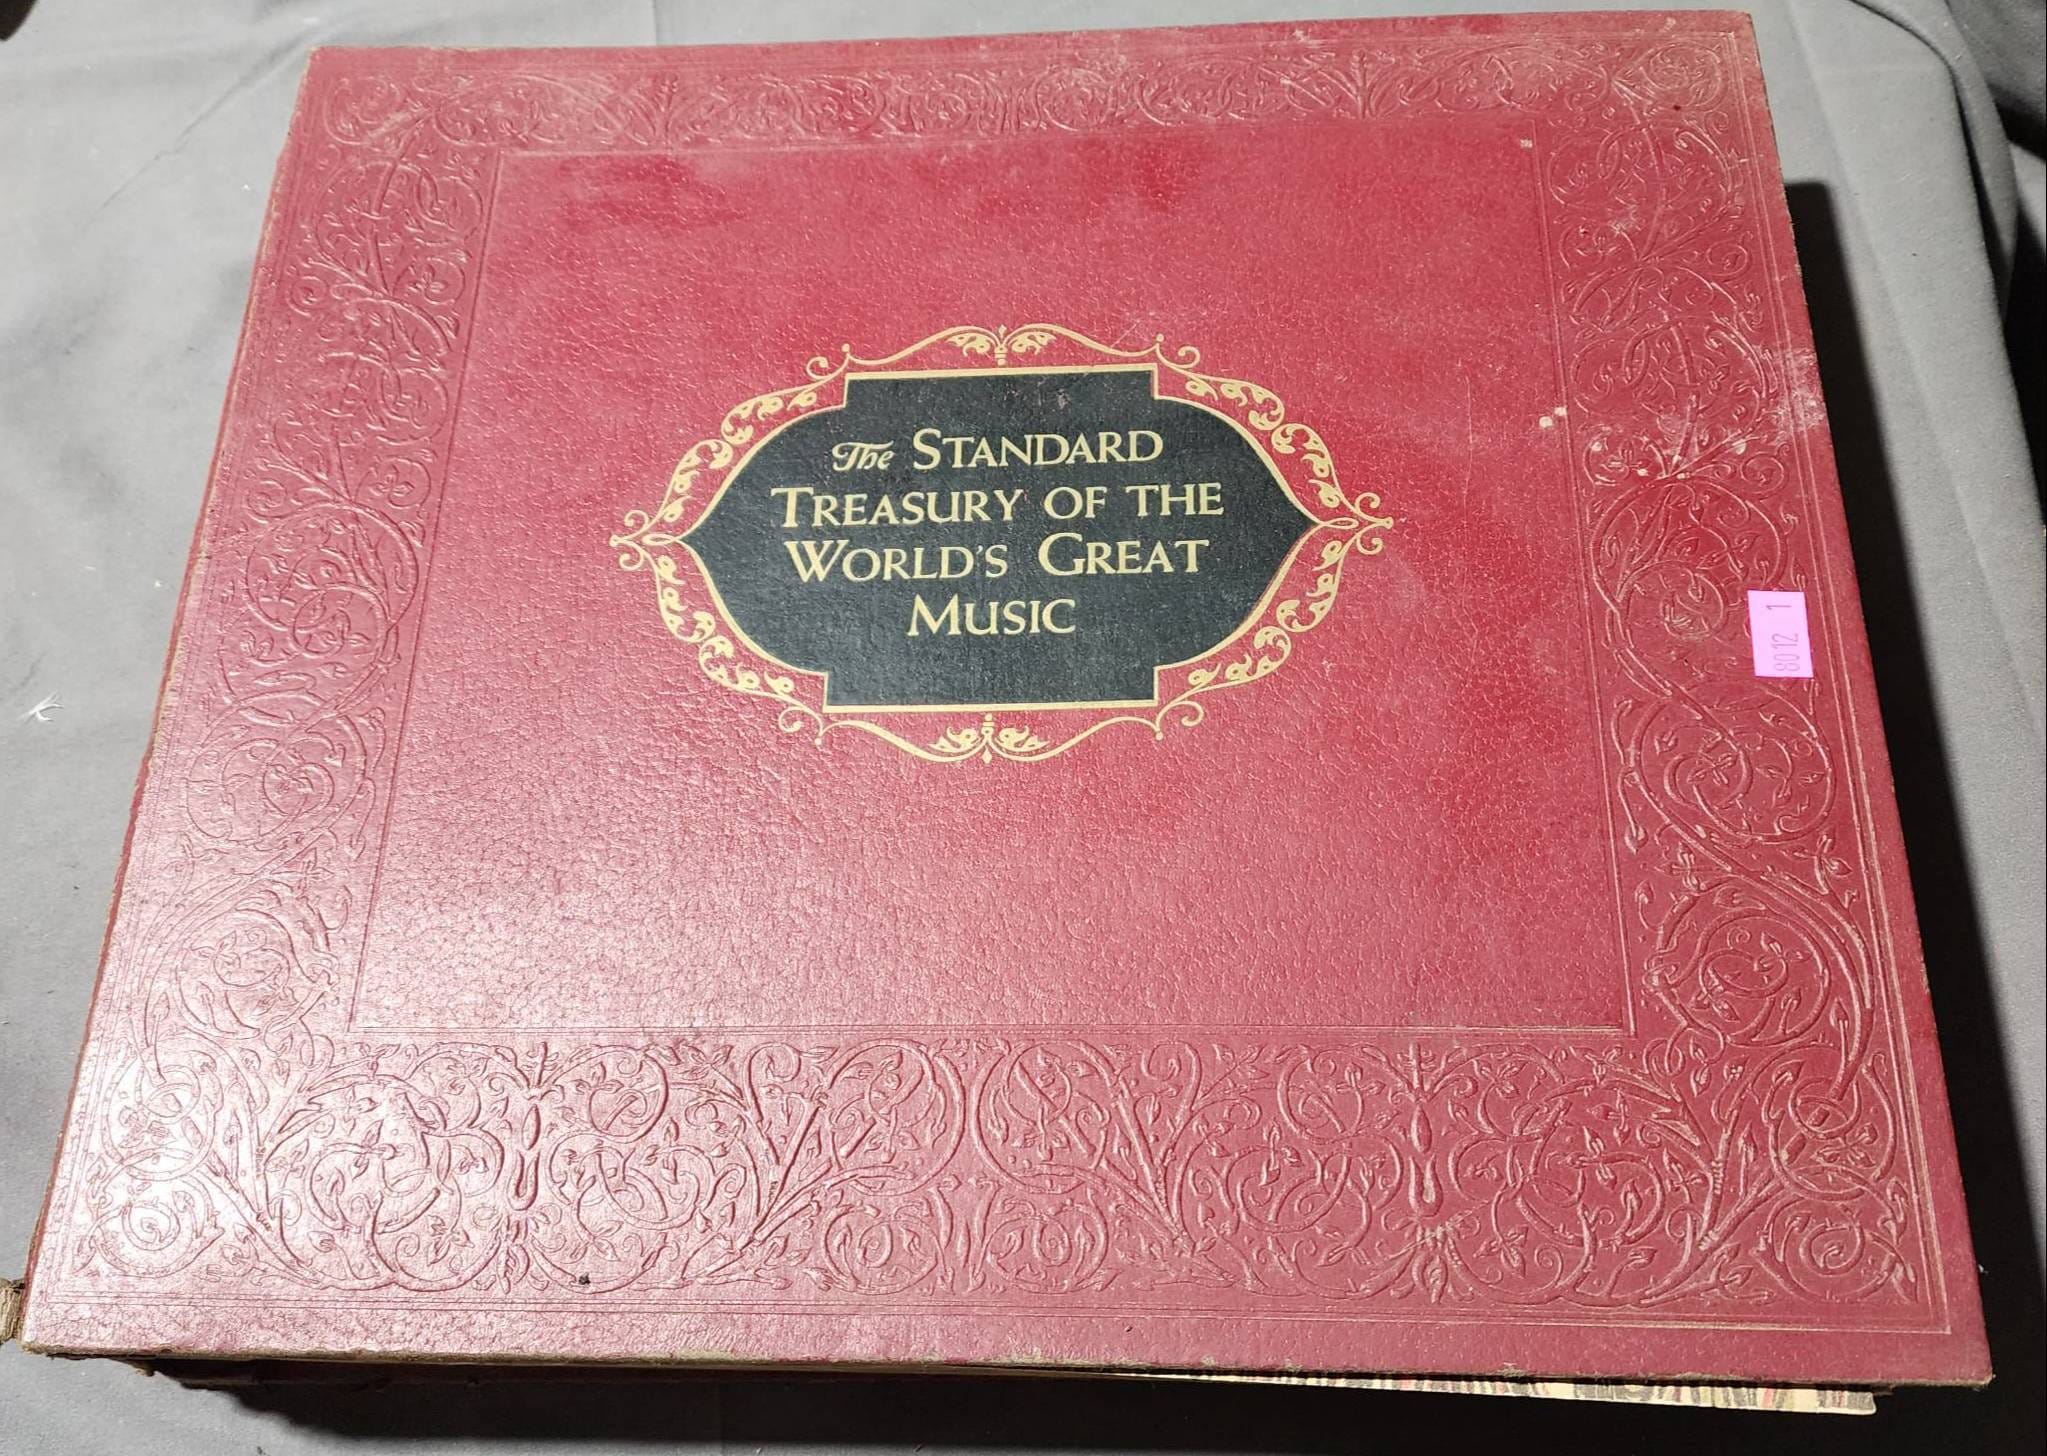 The STANDARD
TREASURY OF THE
WORLD'S GREAT
MUSIC
8012 1